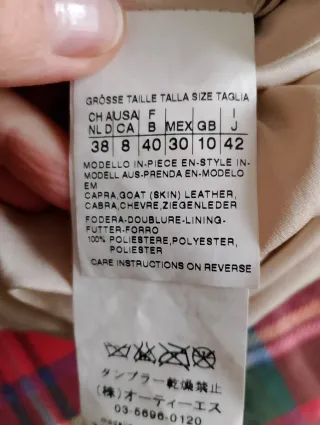 GRÖSSE TAILLE TALLA SIZE TAGLIA
CH AUSA F I
NL D CA B MEX GB J
38 8 40 30 10 42
MODELLO IN-PIECE EN-STYLE IN-
MODELL AUS-PRENDA EN-MODELO
EM
CAPRA,GOAT (SKIN) LEATHER,
CABRA,CHEVRE,ZIEGENLEDER
FODERA-DOUBLURE-LINING-
FUTTER-FORRO
100% POLIESTERE,POLYESTER,
POLIESTER
CARE INSTRUCTIONS ON REVERSE
タンブラー乾燥禁止
(株)オーティーエス
03-5696-0120